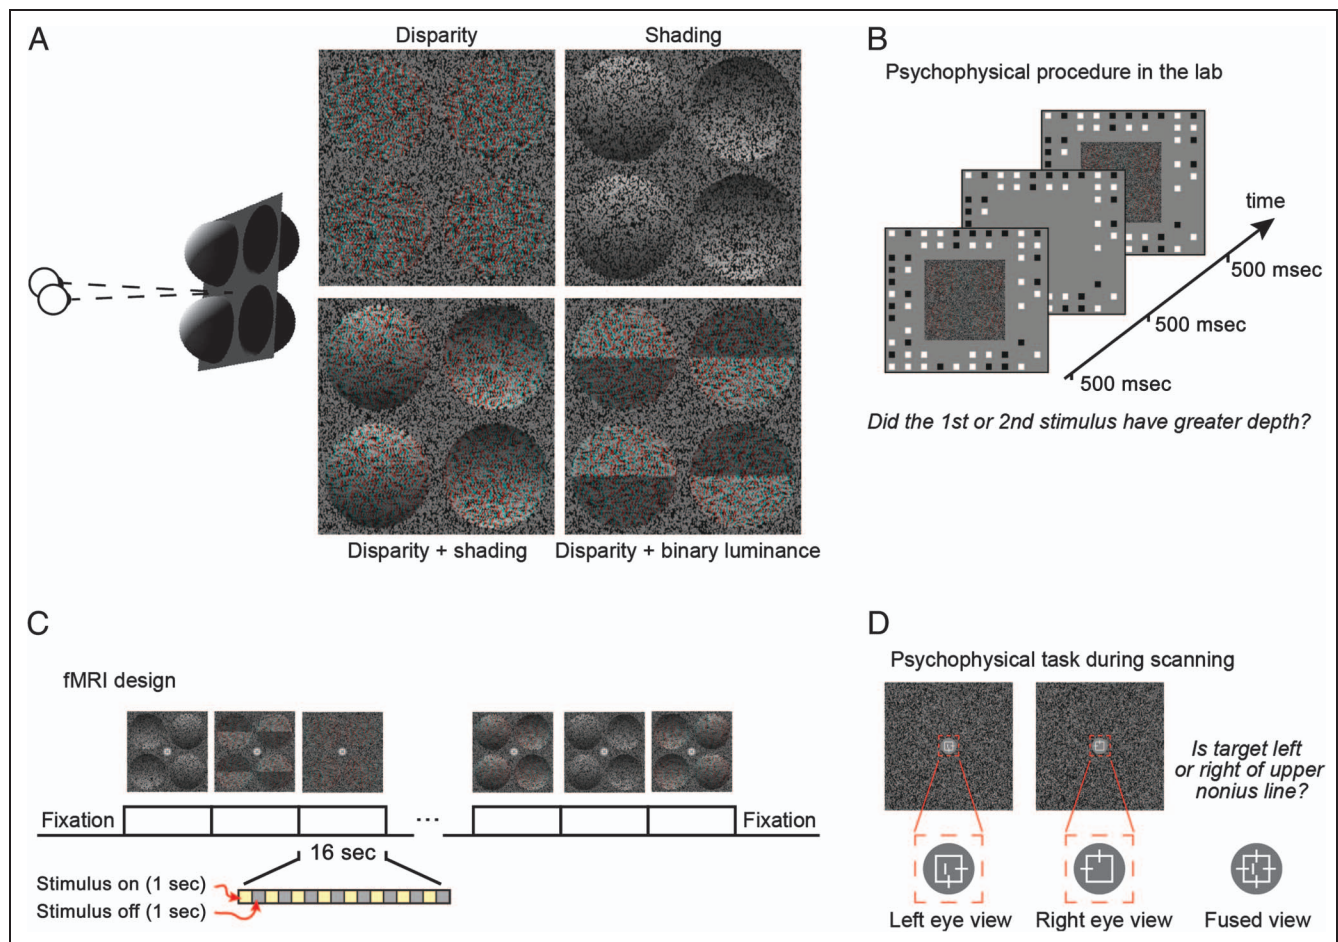 A
Disparity
Shading
Disparity + shading
Disparity + binary luminance
B
Psychophysical procedure in the lab
time
500 msec
500 msec
500 msec
Did the 1st or 2nd stimulus have greater depth?
C
fMRI design
Fixation
...
Fixation
16 sec
Stimulus on (1 sec)
Stimulus off (1 sec)
D
Psychophysical task during scanning
Is target left
or right of upper
nonius line?
Left eye view
Right eye view
Fused view